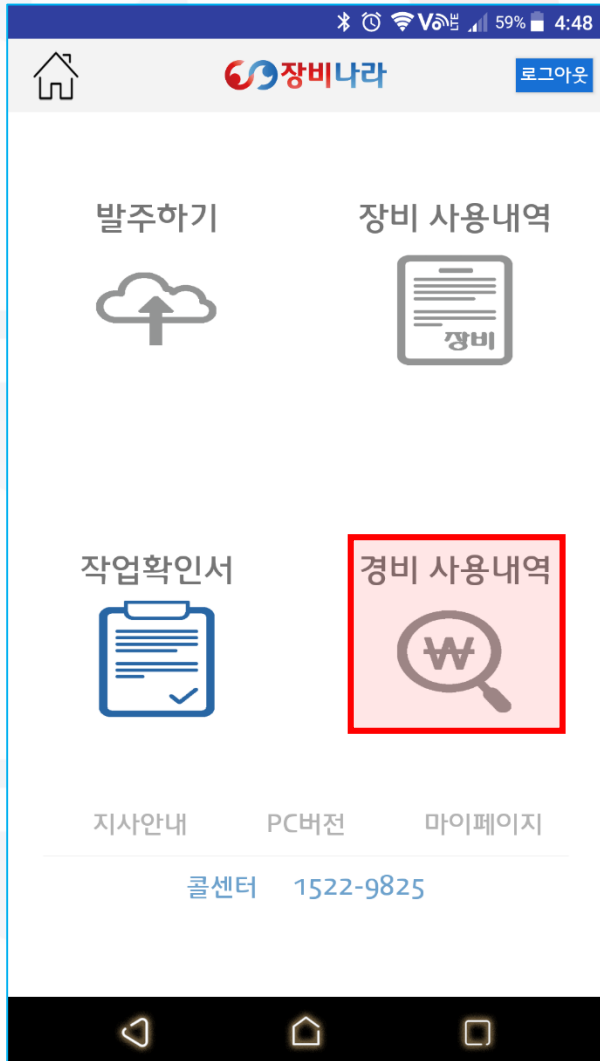 59% 4:48
장비나라
로그아웃
발주하기 장비 사용내역
장비
작업확인서 경비 사용내역
₩
지사안내 PC버전 마이페이지
콜센터 1522-9825